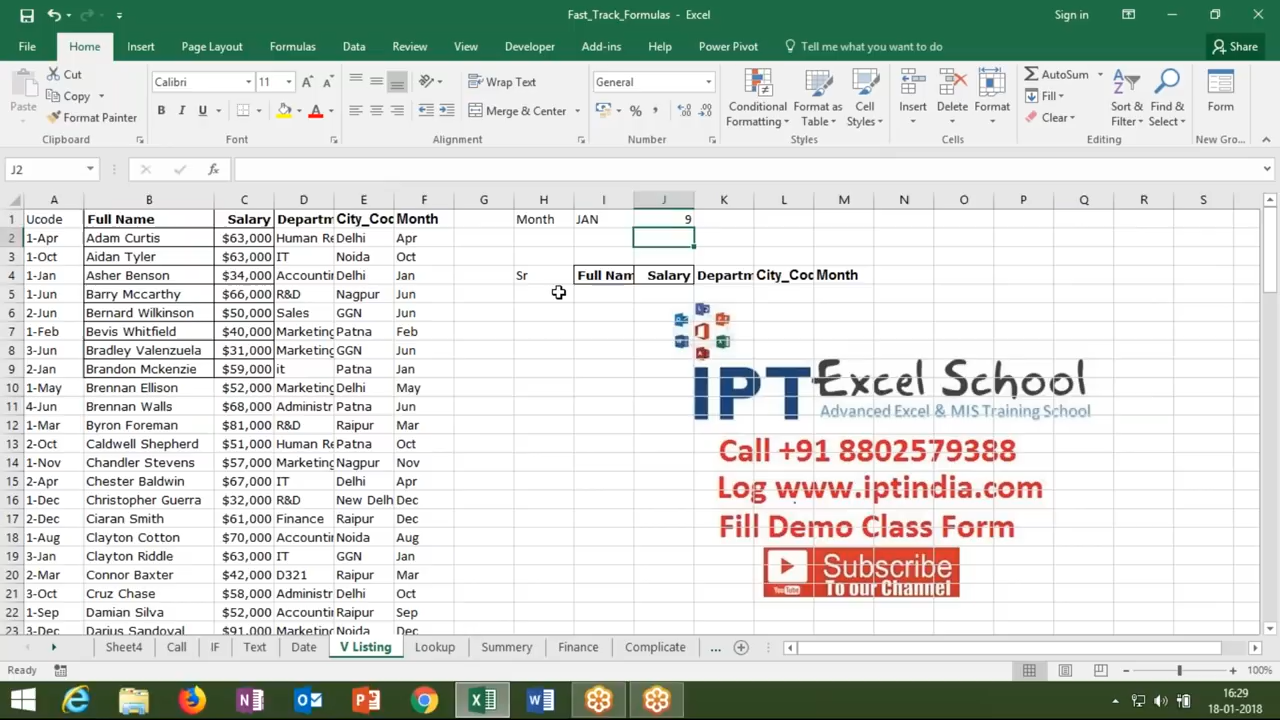 Fast_Track_Formulas - Excel
Sign in
File Home Insert Page Layout Formulas Data Review View Developer Add-ins Help Power Pivot Tell me what you want to do Share
Paste
Cut
Copy
Format Painter
Clipboard
Calibri 11
B I U
Font
Wrap Text
Merge & Center
Alignment
General
Number
Conditional Formatting
Format as Table
Cell Styles
Styles
Insert
Delete
Format
Cells
AutoSum
Fill
Clear
Sort & Filter
Find & Select
Editing
Form
New Gro...
J2 fx
A B C D E F G H I J K L M N O P Q R S
1 Ucode Full Name Salary Departm City_Coc Month Month JAN 9
2 1-Apr Adam Curtis $63,000 Human Re Delhi Apr
3 1-Oct Aidan Tyler $63,000 IT Noida Oct
4 1-Jan Asher Benson $34,000 Accounti Delhi Jan Sr Full Nam Salary Departm City_Coc Month
5 1-Jun Barry Mccarthy $66,000 R&D Nagpur Jun
6 2-Jun Bernard Wilkinson $50,000 Sales GGN Jun
7 1-Feb Bevis Whitfield $40,000 Marketing Patna Feb
8 3-Jun Bradley Valenzuela $31,000 Marketing GGN Jun
9 2-Jan Brandon Mckenzie $59,000 it Patna Jan
10 1-May Brennan Ellison $52,000 Marketing Delhi May
11 4-Jun Brennan Walls $68,000 Administr Patna Jun
12 1-Mar Byron Foreman $81,000 R&D Raipur Mar
13 2-Oct Caldwell Shepherd $51,000 Human Re Patna Oct
14 1-Nov Chandler Stevens $57,000 Marketing Nagpur Nov
15 2-Apr Chester Baldwin $67,000 IT Delhi Apr
16 1-Dec Christopher Guerra $32,000 R&D New Delh Dec
17 2-Dec Ciaran Smith $61,000 Finance Raipur Dec
18 1-Aug Clayton Cotton $70,000 Accounti Noida Aug
19 3-Jan Clayton Riddle $63,000 IT GGN Jan
20 2-Mar Connor Baxter $42,000 D321 Raipur Mar
21 3-Oct Cruz Chase $58,000 Administr Delhi Oct
22 1-Sep Damian Silva $52,000 Accounti Raipur Sep
23 3-Dec Darius Sandoval $91,000 Marketing Noida Dec
IPT Excel School
Advanced Excel & MIS Training School
Call +91 8802579388
Log www.iptindia.com
Fill Demo Class Form
YouTube
Subscribe
To our Channel
Sheet4 Call IF Text Date V Listing Lookup Summery Finance Complicate ...
Ready
100%
16:29
18-01-2018